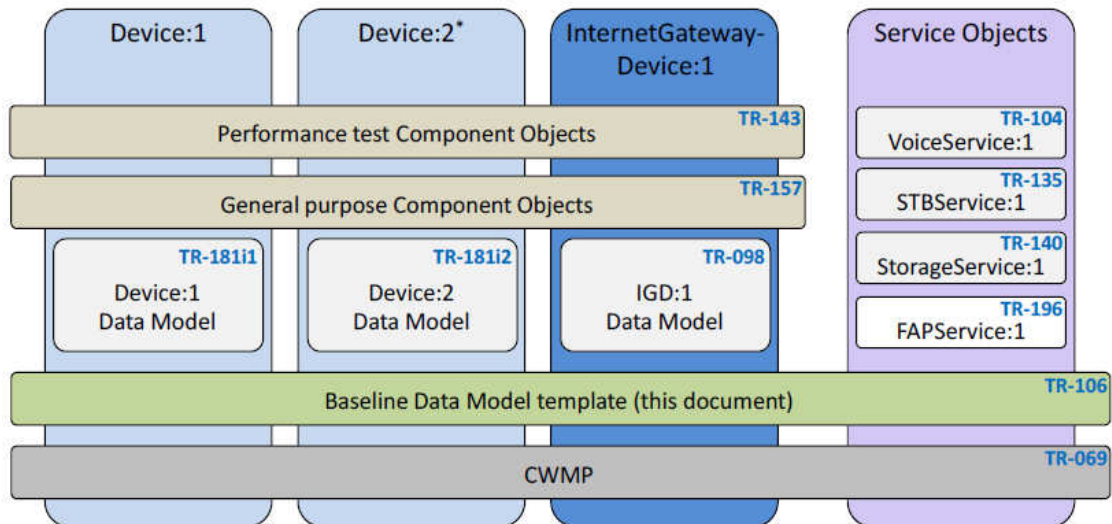 Device:1
Device:2*
InternetGateway-
Device:1
Service Objects
TR-143
Performance test Component Objects
TR-157
General purpose Component Objects
TR-181i1
Device:1
Data Model
TR-181i2
Device:2
Data Model
TR-098
IGD:1
Data Model
TR-104
VoiceService:1
TR-135
STBService:1
TR-140
StorageService:1
TR-196
FAPService:1
TR-106
Baseline Data Model template (this document)
TR-069
CWMP